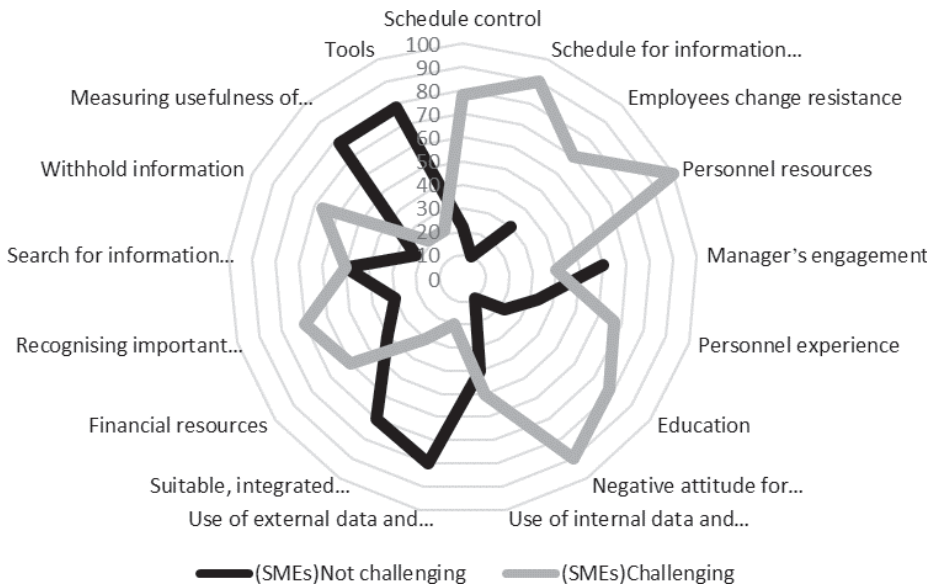 Schedule control
Schedule for information...
Employees change resistance
Personnel resources
Manager's engagement
Personnel experience
Education
Negative attitude for...
Use of internal data and...
Use of external data and...
Suitable, integrated...
Financial resources
Recognising important...
Search for information...
Withhold information
Measuring usefulness of...
Tools
100
90
80
70
60
50
40
30
20
10
0
(SMEs)Not challenging
(SMEs)Challenging